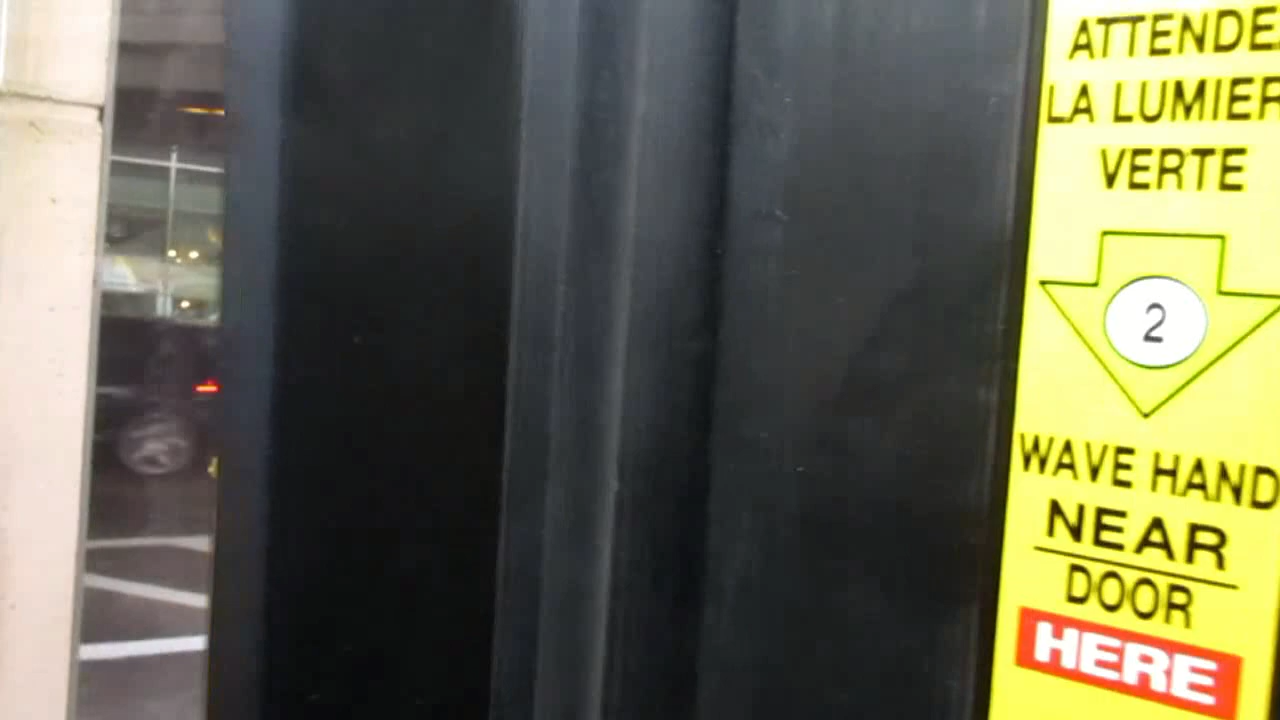 ATTENDE
LA LUMIER
VERTE
2
WAVE HAND
NEAR
DOOR
HERE